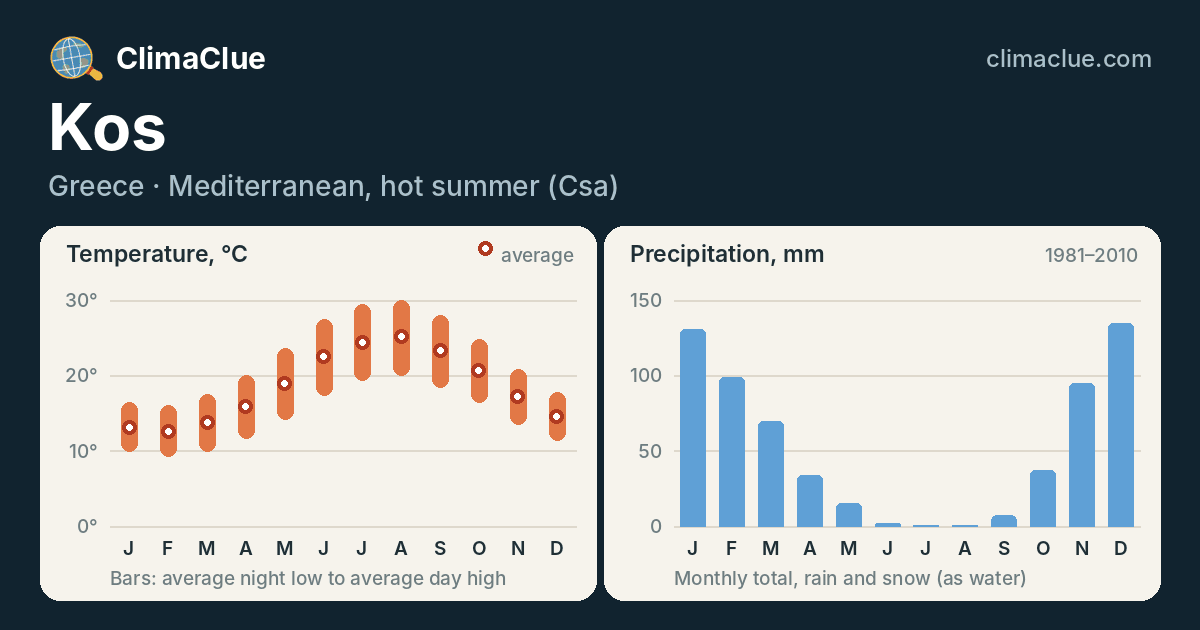 ClimaClue
climaclue.com
Kos
Greece · Mediterranean, hot summer (Csa)
Temperature, °C
average
30°
20°
10°
0°
J F M A M J J A S O N D
Bars: average night low to average day high
Precipitation, mm
1981–2010
150
100
50
0
J F M A M J J A S O N D
Monthly total, rain and snow (as water)